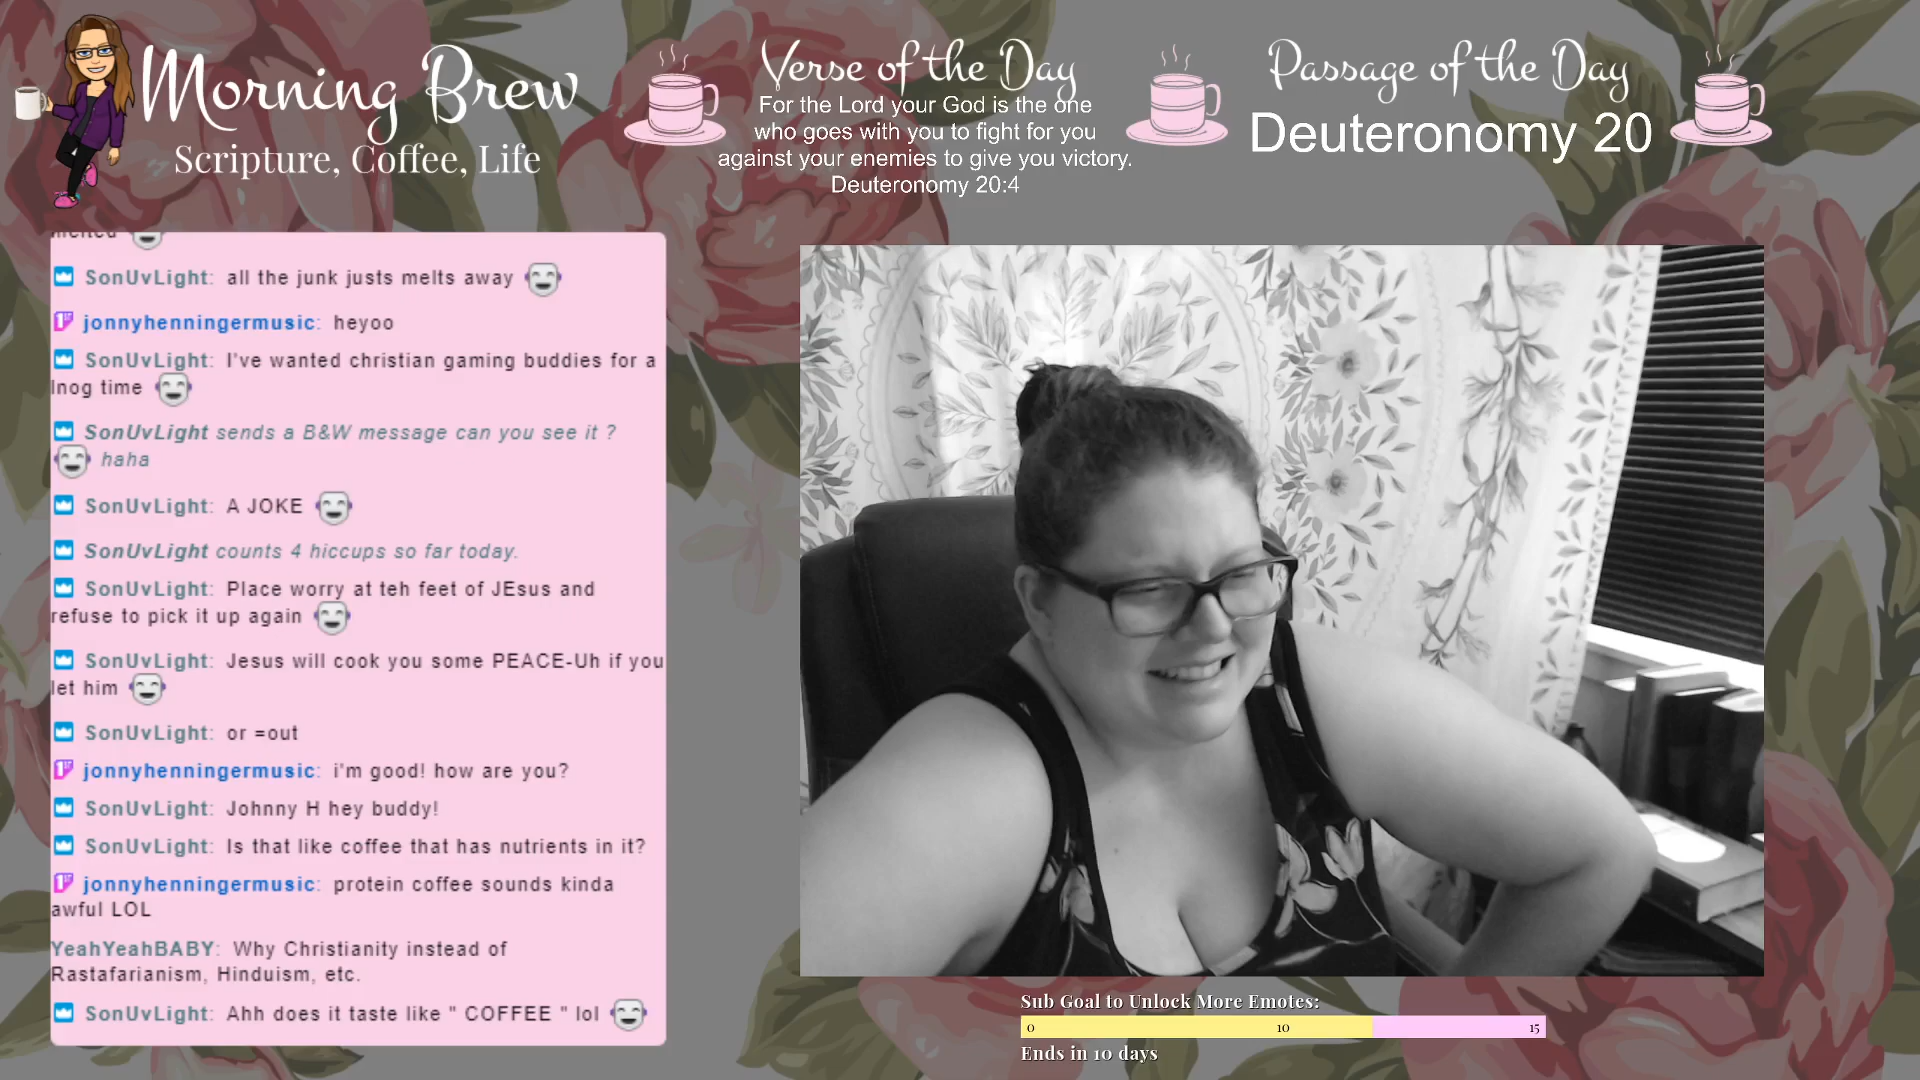 Morning Brew
Scripture, Coffee, Life
Verse of the Day
For the Lord your God is the one
who goes with you to fight for you
against your enemies to give you victory.
Deuteronomy 20:4
Passage of the Day
Deuteronomy 20
melted
SonUvLight: all the junk justs melts away
jonnyhenningermusic: heyoo
SonUvLight: I've wanted christian gaming buddies for a
lnog time
SonUvLight sends a B&W message can you see it ?
haha
SonUvLight: A JOKE
SonUvLight counts 4 hiccups so far today.
SonUvLight: Place worry at teh feet of JEsus and
refuse to pick it up again
SonUvLight: Jesus will cook you some PEACE-Uh if you
let him
SonUvLight: or =out
jonnyhenningermusic: i'm good! how are you?
SonUvLight: Johnny H hey buddy!
SonUvLight: Is that like coffee that has nutrients in it?
jonnyhenningermusic: protein coffee sounds kinda
awful LOL
YeahYeahBABY: Why Christianity instead of
Rastafarianism, Hinduism, etc.
SonUvLight: Ahh does it taste like " COFFEE " lol
Sub Goal to Unlock More Emotes:
0 10 15
Ends in 10 days